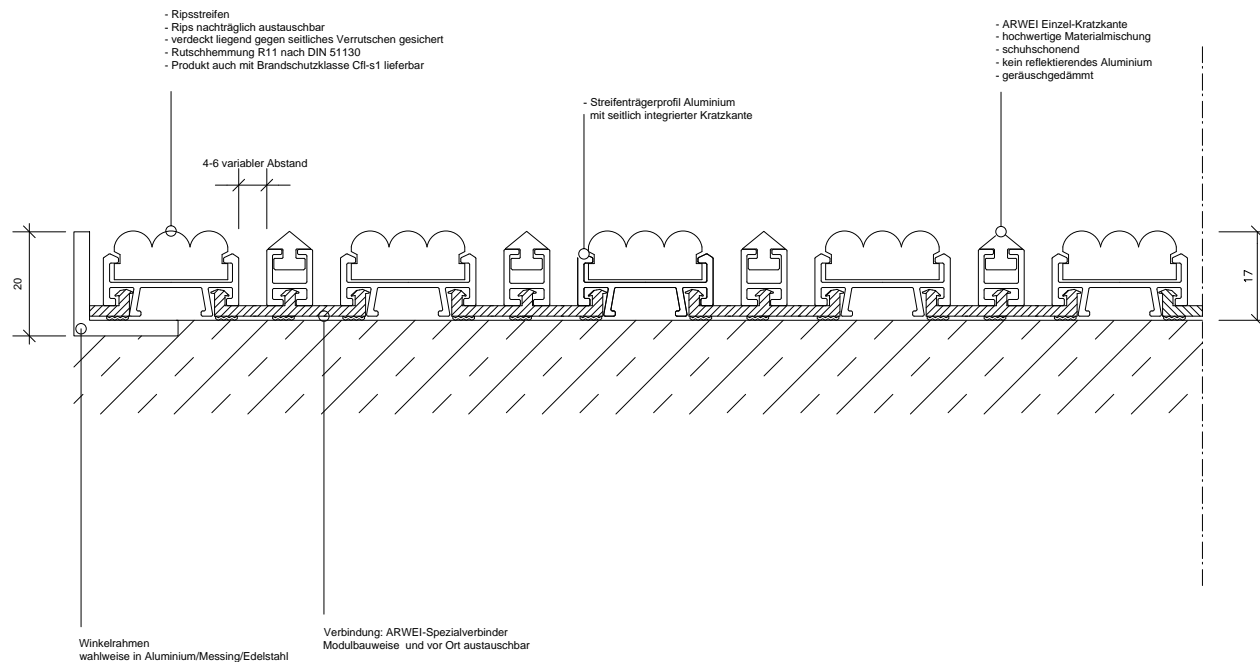 - Ripsstreifen
- Rips nachträglich austauschbar
- verdeckt liegend gegen seitliches Verrutschen gesichert
- Rutschhemmung R11 nach DIN 51130
- Produkt auch mit Brandschutzklasse Cfl-s1 lieferbar
- ARWEI Einzel-Kratzkante
- hochwertige Materialmischung
- schuhschonend
- kein reflektierendes Aluminium
- geräuschgedämmt
- Streifenträgerprofil Aluminium
mit seitlich integrierter Kratzkante
4-6 variabler Abstand
20
17
Winkelrahmen
wahlweise in Aluminium/Messing/Edelstahl
Verbindung: ARWEI-Spezialverbinder
Modulbauweise und vor Ort austauschbar